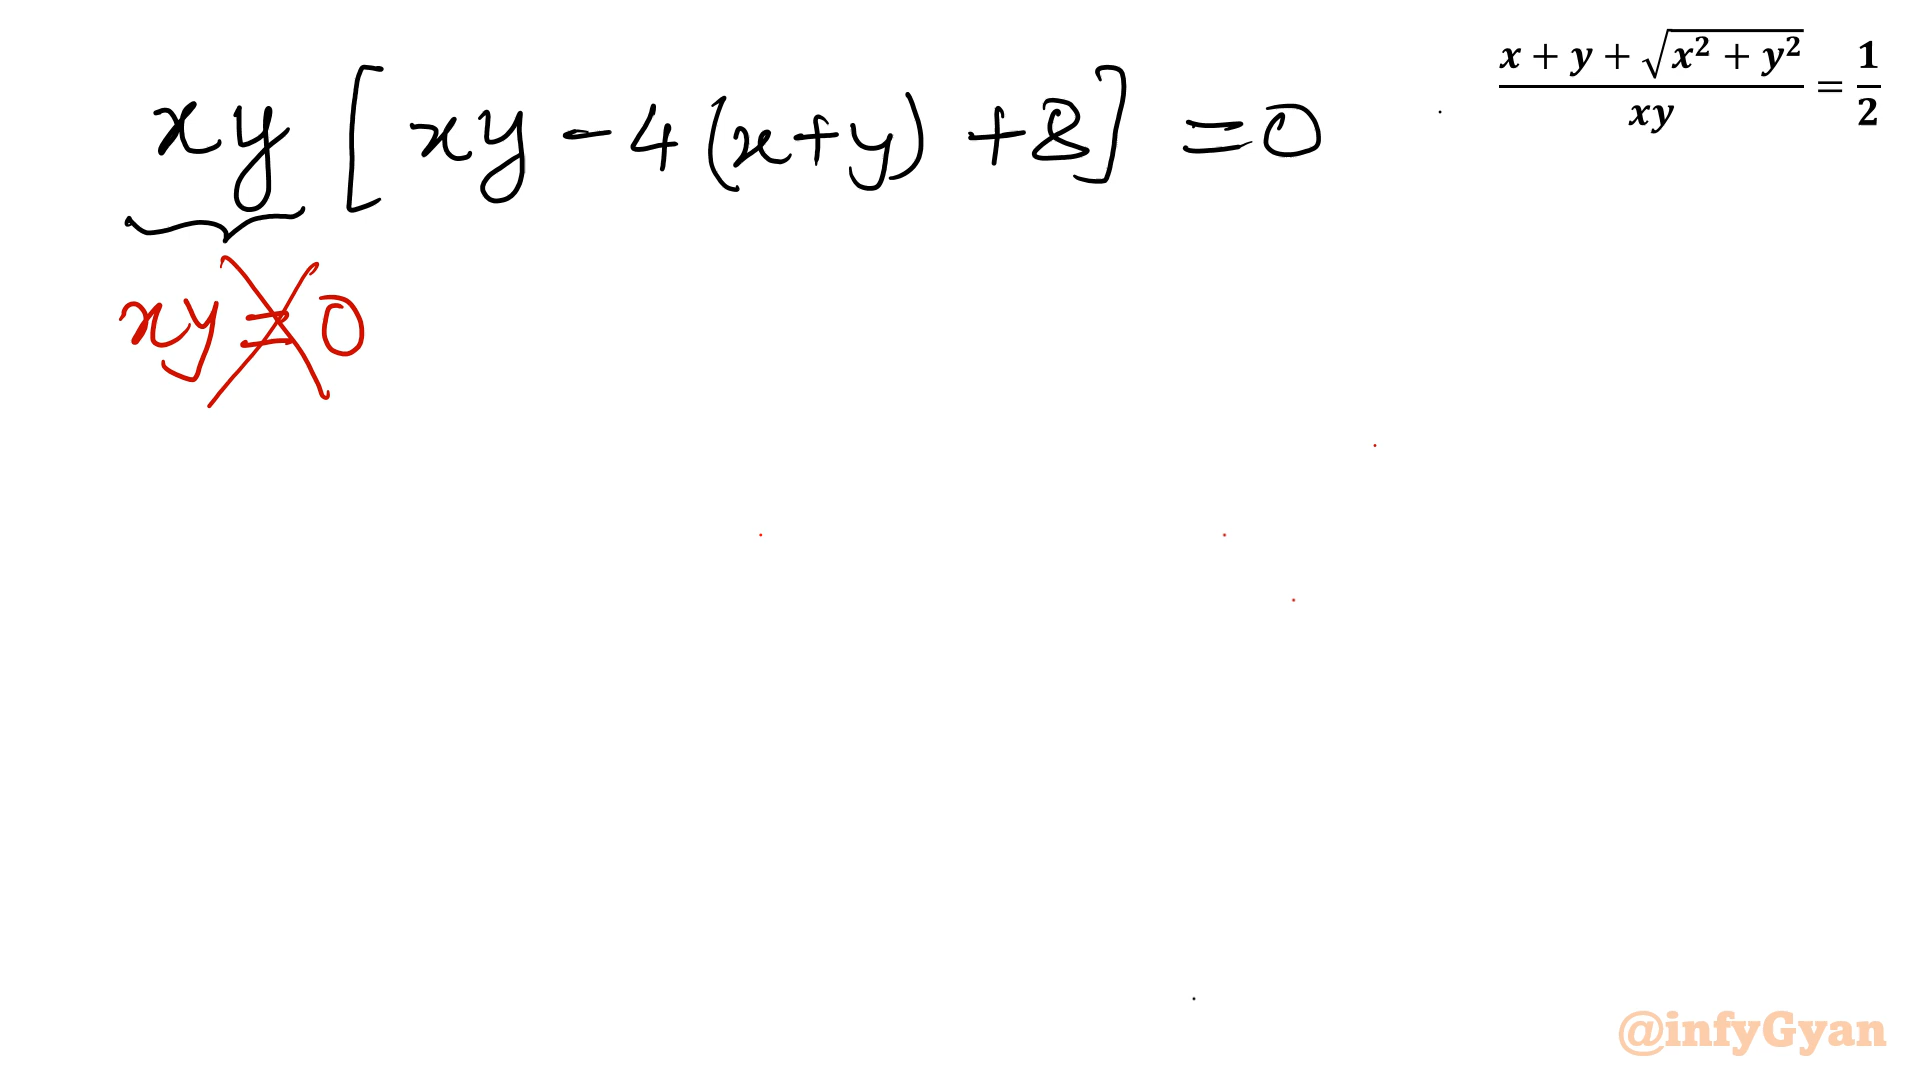 xy [ xy - 4 (x+y) + 8 ] = 0
xy = 0
x + y + √x² + y²
xy
= 1/2
@infyGyan